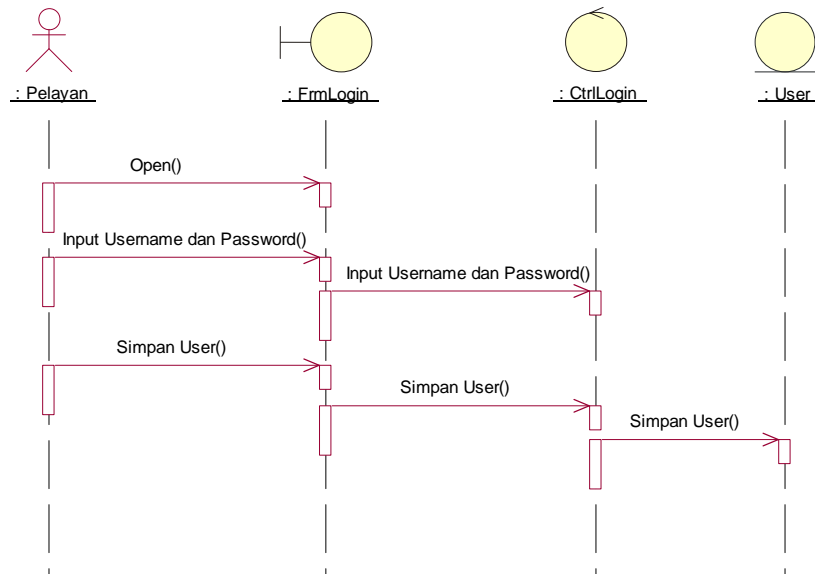 : Pelayan
: FrmLogin
: CtrlLogin
: User
Open()
Input Username dan Password()
Input Username dan Password()
Simpan User()
Simpan User()
Simpan User()